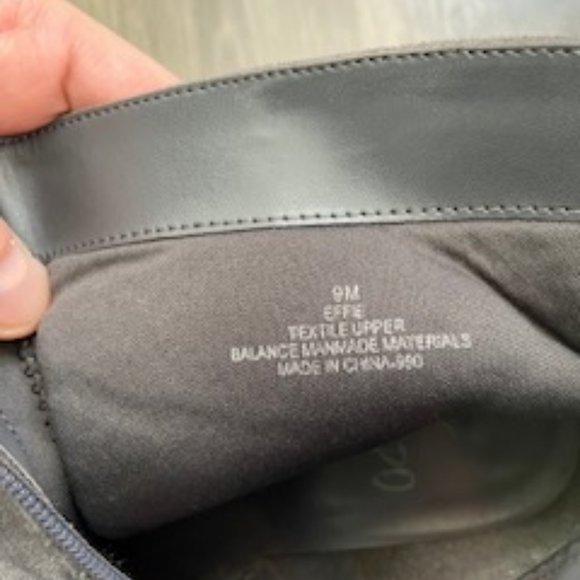 9M
EFFIE
TEXTILE UPPER
BALANCE MANMADE MATERIALS
MADE IN CHINA-990